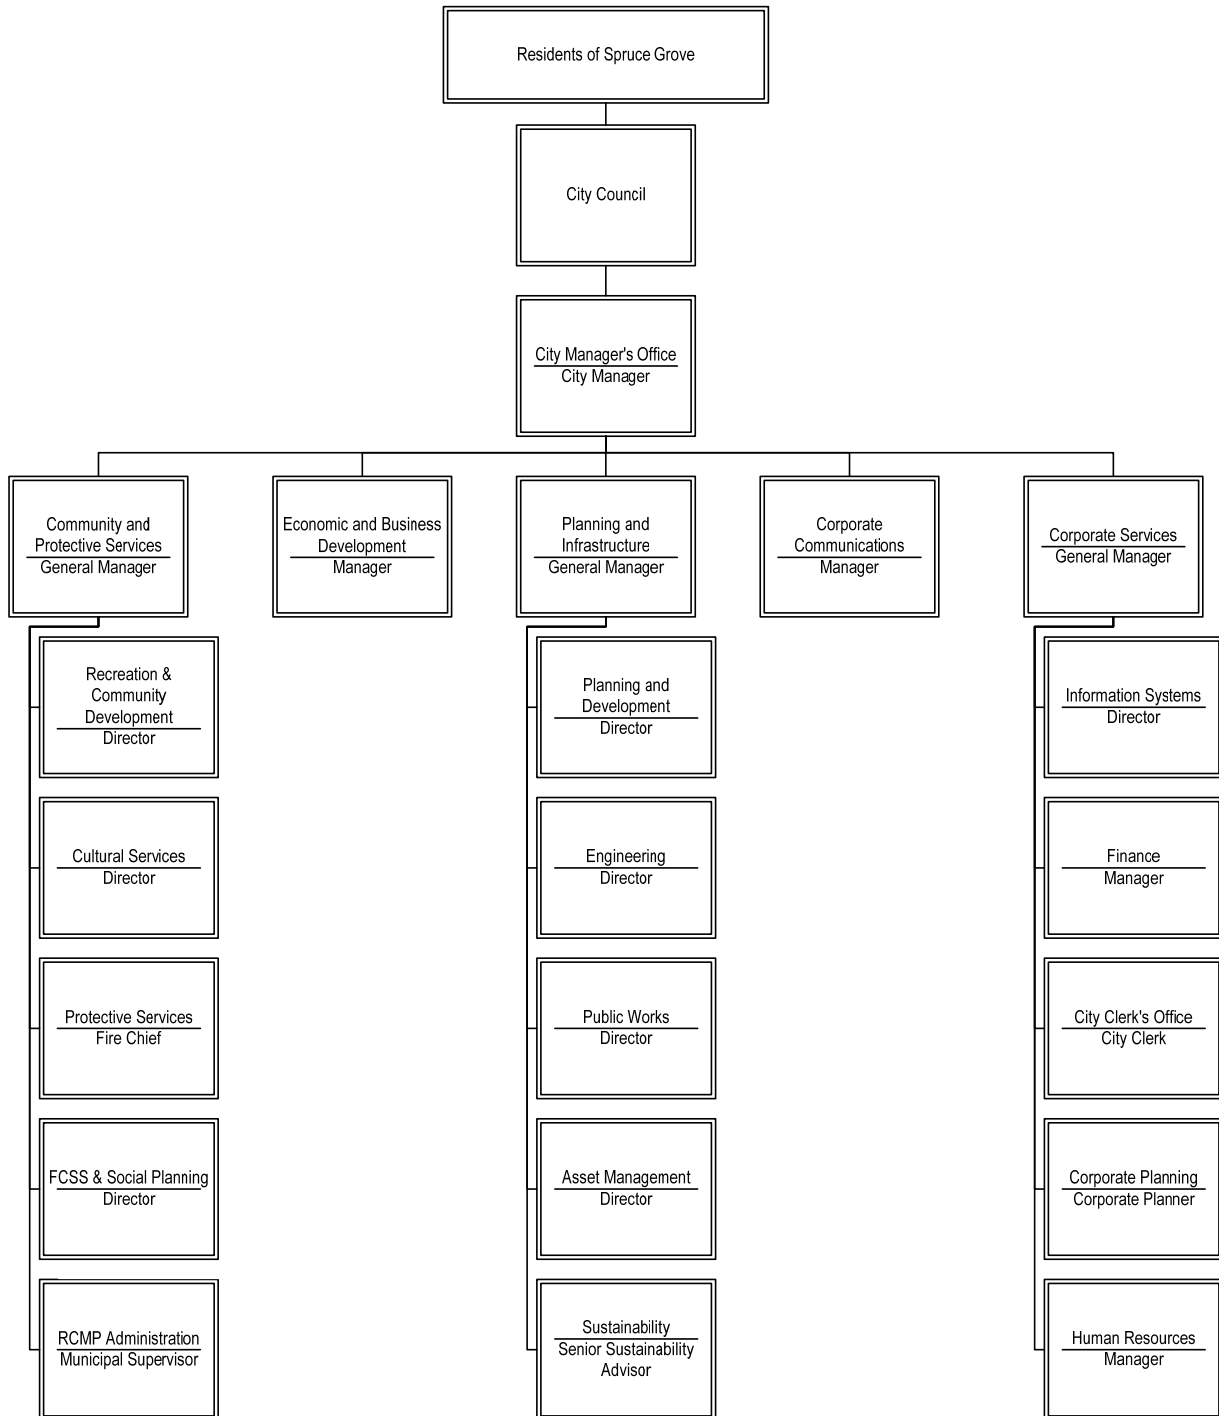 Residents of Spruce Grove
City Council
City Manager's Office
City Manager
Community and
Protective Services
General Manager
Economic and Business
Development
Manager
Planning and
Infrastructure
General Manager
Corporate
Communications
Manager
Corporate Services
General Manager
Recreation &
Community
Development
Director
Cultural Services
Director
Protective Services
Fire Chief
FCSS & Social Planning
Director
RCMP Administration
Municipal Supervisor
Planning and
Development
Director
Engineering
Director
Public Works
Director
Asset Management
Director
Sustainability
Senior Sustainability
Advisor
Information Systems
Director
Finance
Manager
City Clerk's Office
City Clerk
Corporate Planning
Corporate Planner
Human Resources
Manager